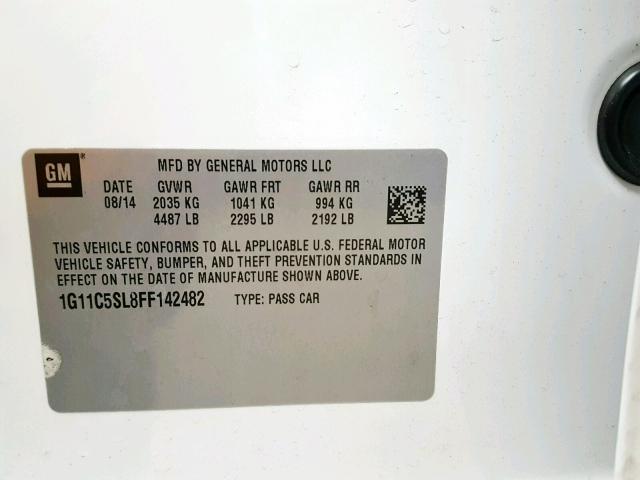 GM® MFD BY GENERAL MOTORS LLC
DATE GVWR GAWR FRT GAWR RR
08/14 2035 KG 1041 KG 994 KG
4487 LB 2295 LB 2192 LB
THIS VEHICLE CONFORMS TO ALL APPLICABLE U.S. FEDERAL MOTOR
VEHICLE SAFETY, BUMPER, AND THEFT PREVENTION STANDARDS IN
EFFECT ON THE DATE OF MANUFACTURE SHOWN ABOVE.
1G11C5SL8FF142482 TYPE: PASS CAR